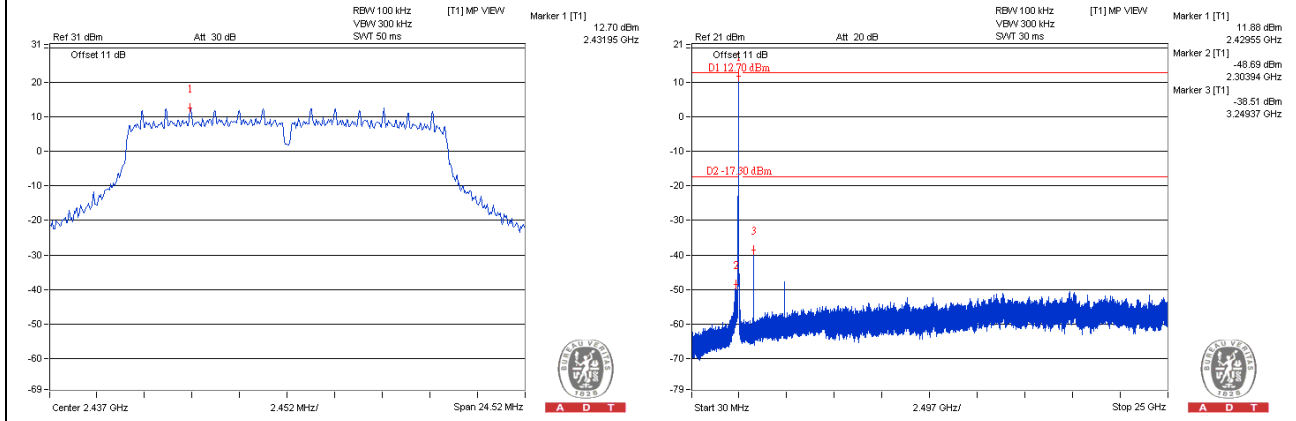 RBW 100 kHz [T1] MP VIEW
VBW 300 kHz
Ref 31 dBm Att 30 dB SWT 50 ms
Marker 1 [T1]
12.70 dBm
2.43195 GHz
31
Offset 11 dB
1
20
10
0
-10
-20
-30
-40
-50
-60
-69
Center 2.437 GHz 2.452 MHz/ Span 24.52 MHz
BUREAU VERITAS
1828
A D T
RBW 100 kHz [T1] MP VIEW
VBW 300 kHz
Ref 21 dBm Att 20 dB SWT 30 ms
Marker 1 [T1]
11.88 dBm
2.42955 GHz
Marker 2 [T1]
-48.69 dBm
2.30394 GHz
Marker 3 [T1]
-38.51 dBm
3.24937 GHz
21
Offset 11 dB
1
D1 12.70 dBm
10
0
-10
D2 -17.30 dBm
-20
-30
3
-40
2
-50
-60
-70
-79
Start 30 MHz 2.497 GHz/ Stop 25 GHz
BUREAU VERITAS
1828
A D T